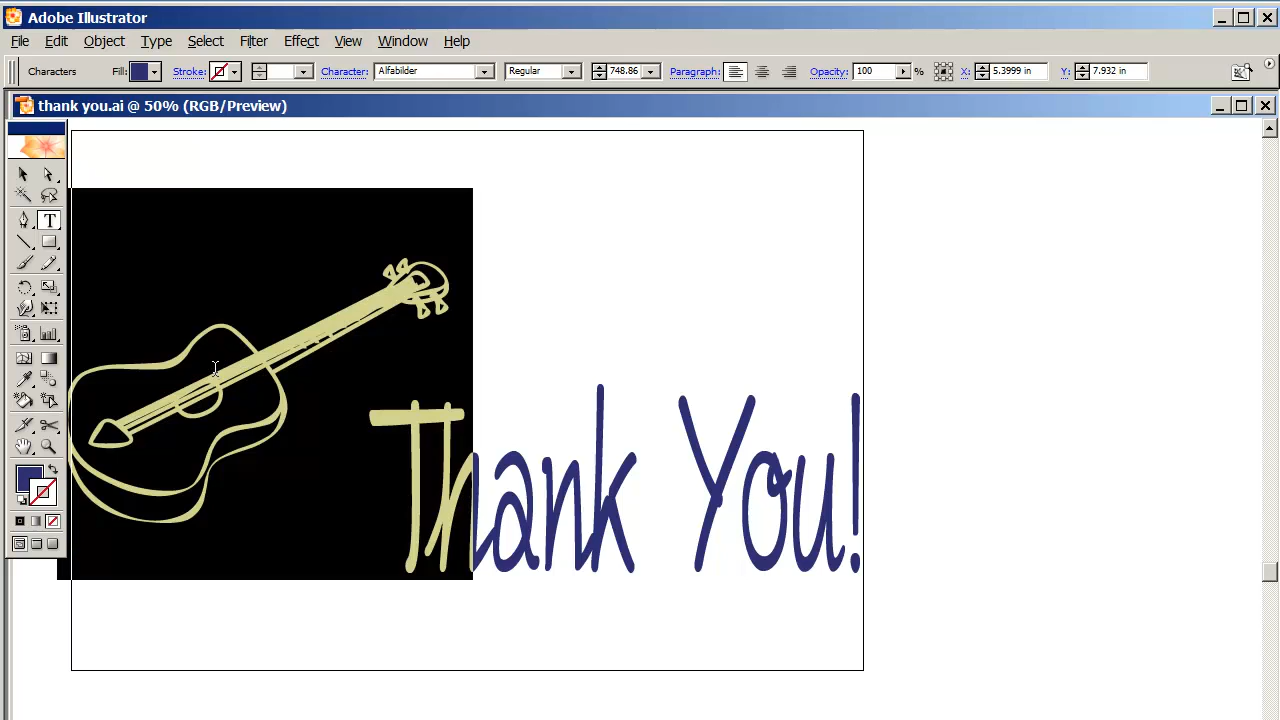 Adobe Illustrator
File Edit Object Type Select Filter Effect View Window Help
Characters Fill: Stroke: Character: Alfabilder Regular 748.86 Paragraph: Opacity: 100 % X: 5.3999 in Y: 7.932 in
thank you.ai @ 50% (RGB/Preview)
T
Thank You!